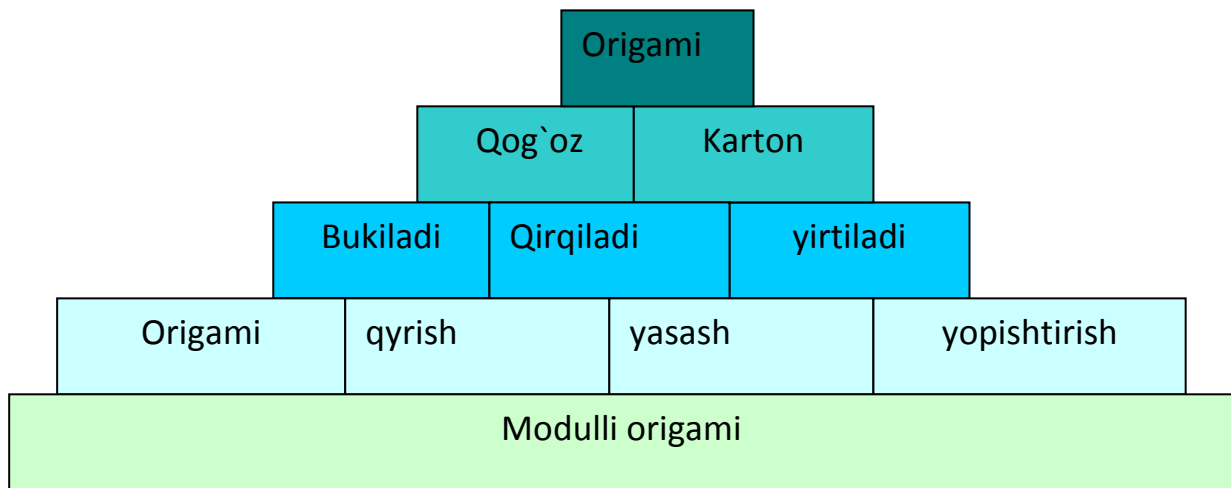 Origami
Qog`oz Karton
Bukiladi Qirqiladi yirtiladi
Origami qyrish yasash yopishtirish
Modulli origami